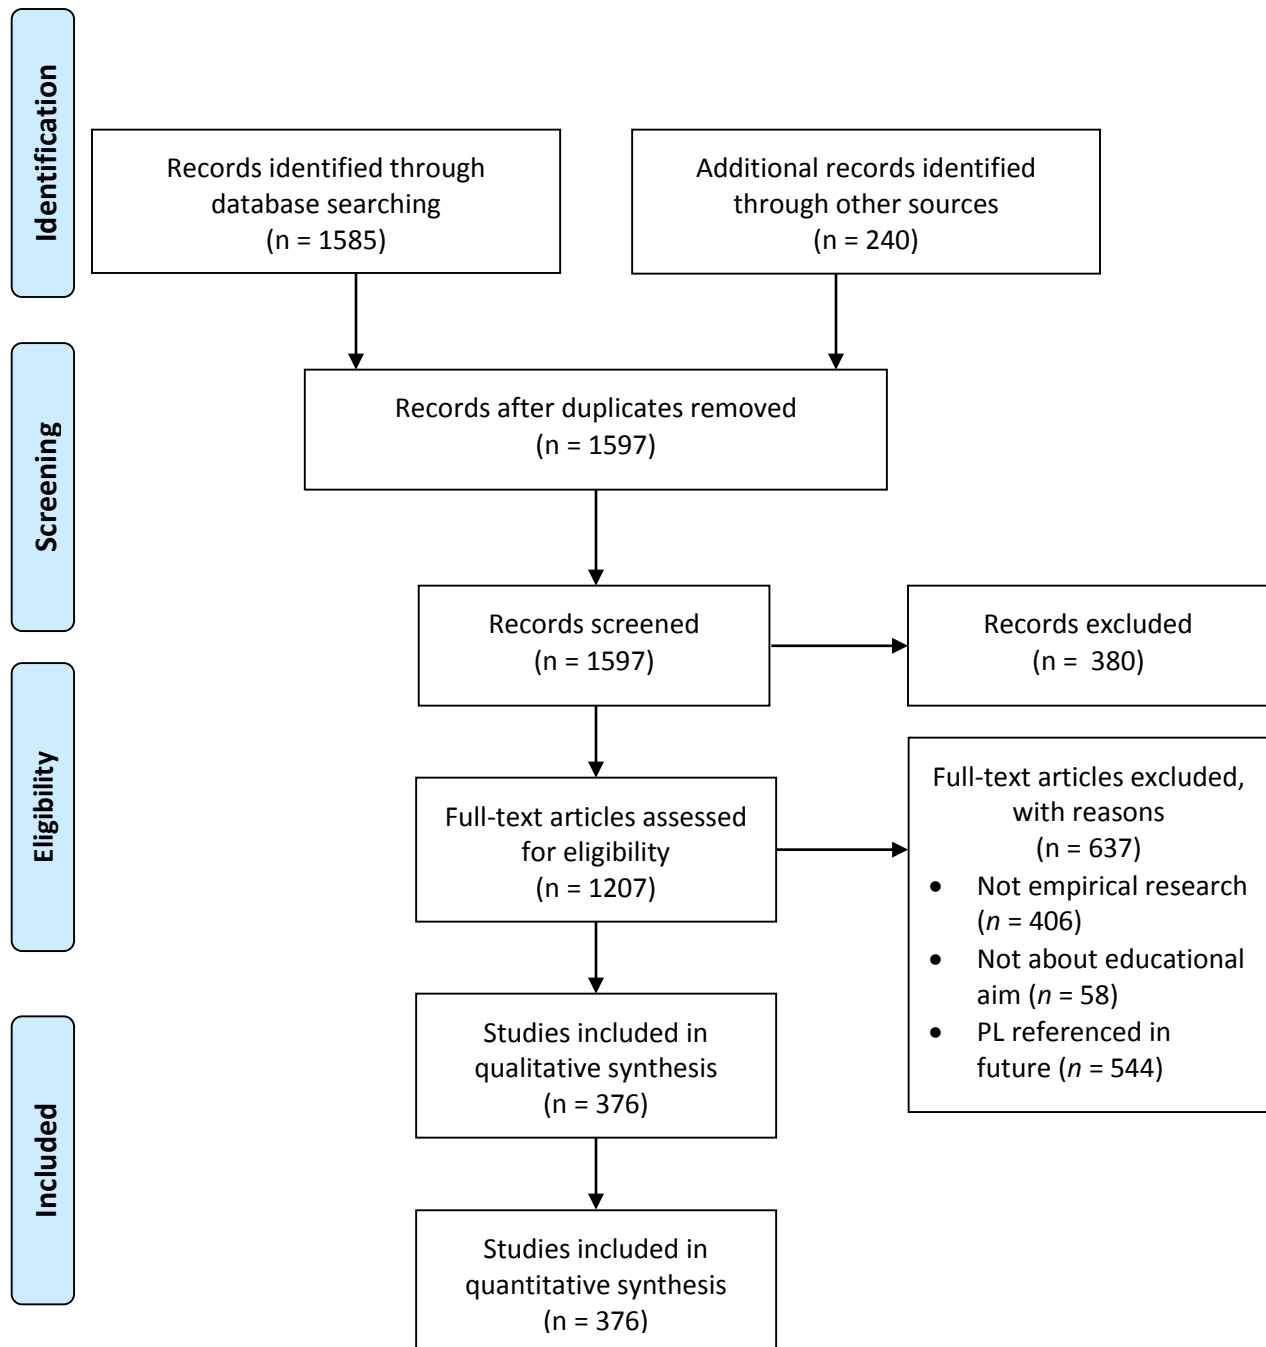 Identification
Records identified through
database searching
(n = 1585)
Additional records identified
through other sources
(n = 240)
Screening
Records after duplicates removed
(n = 1597)
Records screened
(n = 1597)
Records excluded
(n =  380)
Eligibility
Full-text articles assessed
for eligibility
(n = 1207)
Full-text articles excluded,
with reasons
(n = 637)
• Not empirical research
(n = 406)
• Not about educational
aim (n = 58)
• PL referenced in
future (n = 544)
Included
Studies included in
qualitative synthesis
(n = 376)
Studies included in
quantitative synthesis
(n = 376)